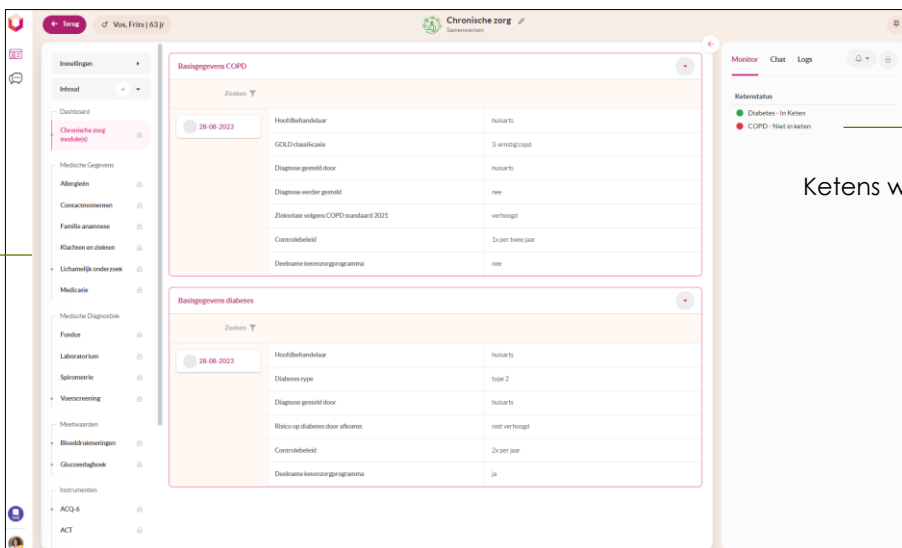 Terug
Vos, Frits | 63 jr
Chronische zorg
Samenwerken
Instellingen
Inhoud
Dashboard
Chronische zorg
module(s)
Medische Gegevens
Allergieën
Contactmomenten
Familie anamnese
Klachten en ziekten
Lichamelijk onderzoek
Medicatie
Medische Diagnostiek
Fundus
Laboratorium
Spirometrie
Voetscreening
Meetwaarden
Bloeddrukmetingen
Glucosedagboek
Instrumenten
ACQ-6
ACT
Basisgegevens COPD
Zoeken
28-08-2023
Hoofdbehandelaar huisarts
GOLD classificatie 3: ernstig copd
Diagnose gesteld door huisarts
Diagnose eerder gesteld nee
Ziektelast volgens COPD standaard 2021 verhoogd
Controlebeleid 1x per twee jaar
Deelname ketenzorgprogramma nee
Basisgegevens diabetes
Zoeken
28-08-2023
Hoofdbehandelaar huisarts
Diabetes type type 2
Diagnose gesteld door huisarts
Risico op diabetes door afkomst niet verhoogd
Controlebeleid 2x per jaar
Deelname ketenzorgprogramma ja
Monitor Chat Logs
Ketenstatus
Diabetes - In Keten
COPD - Niet in keten
Ketens w